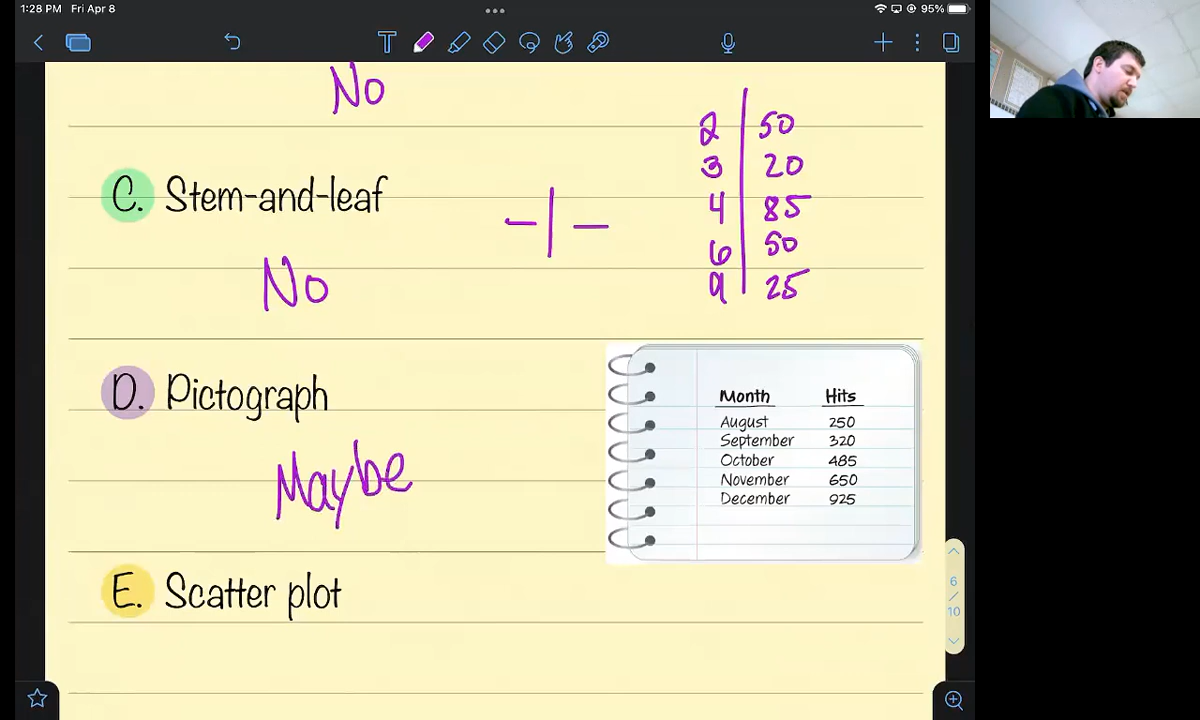 1:28 PM Fri Apr 8
95%
No
C. Stem-and-leaf
No
2 | 50
3 | 20
4 | 85
6 | 50
9 | 25
D. Pictograph
Maybe
Month Hits
August 250
September 320
October 485
November 650
December 925
E. Scatter plot
6
/
10